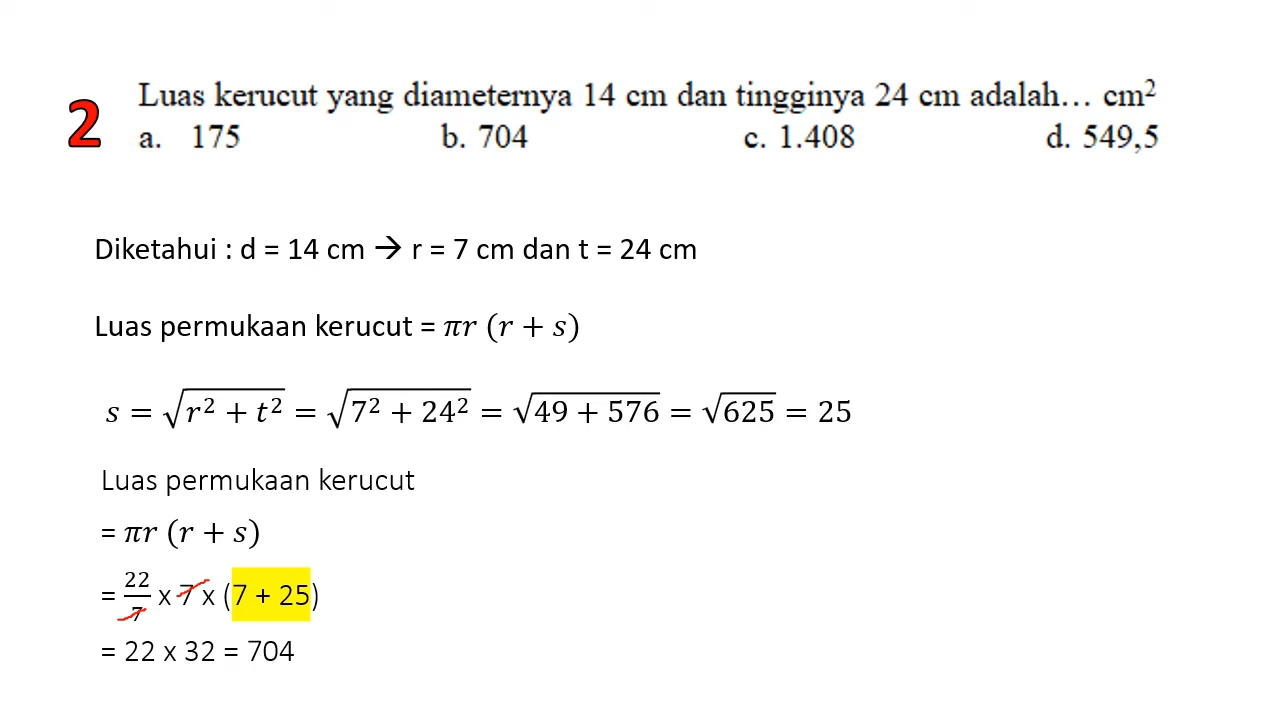 2
Luas kerucut yang diameternya 14 cm dan tingginya 24 cm adalah… cm²
a. 175 b. 704 c. 1.408 d. 549,5
Diketahui : d = 14 cm → r = 7 cm dan t = 24 cm
Luas permukaan kerucut = πr (r + s)
s = √(r² + t²) = √(7² + 24²) = √(49 + 576) = √625 = 25
Luas permukaan kerucut
= πr (r + s)
= 22/7 x 7 x (7 + 25)
= 22 x 32 = 704